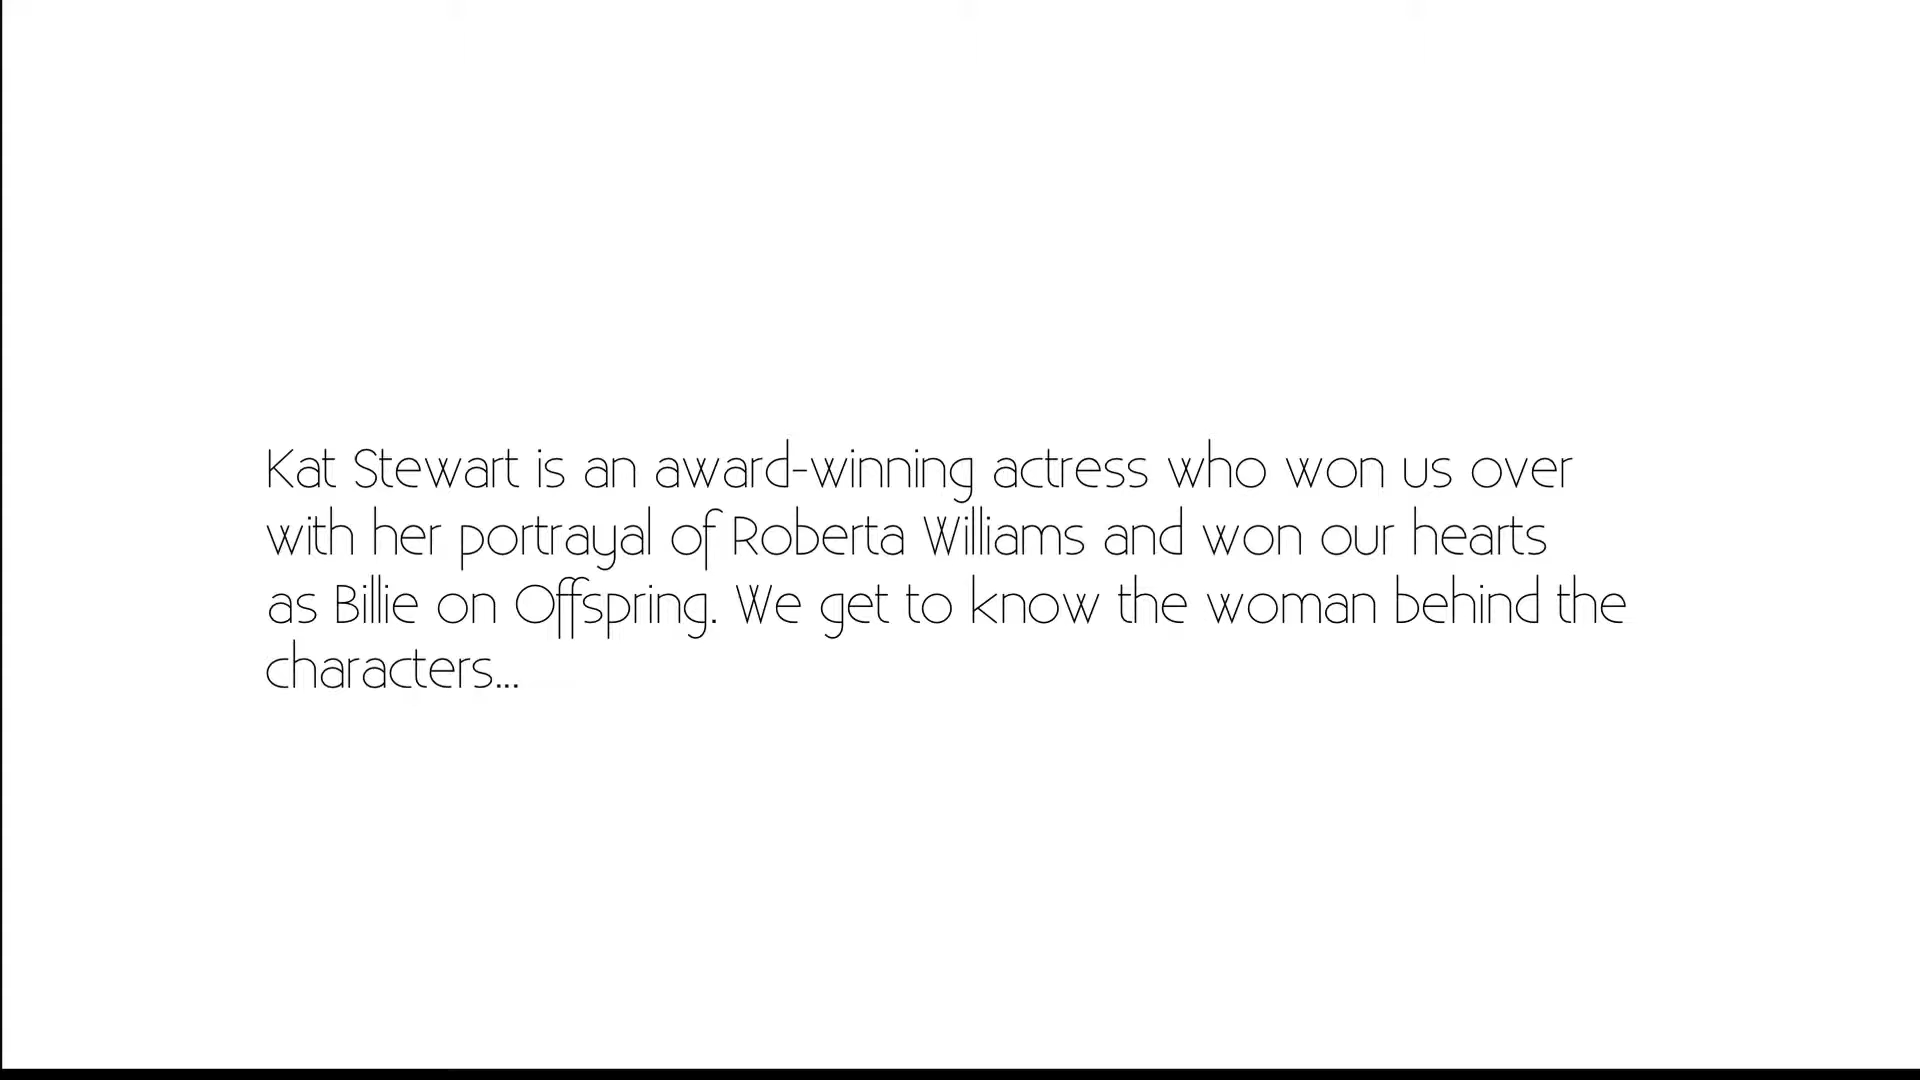 Kat Stewart is an award-winning actress who won us over
with her portrayal of Roberta Williams and won our hearts
as Billie on Offspring. We get to know the woman behind the
characters...